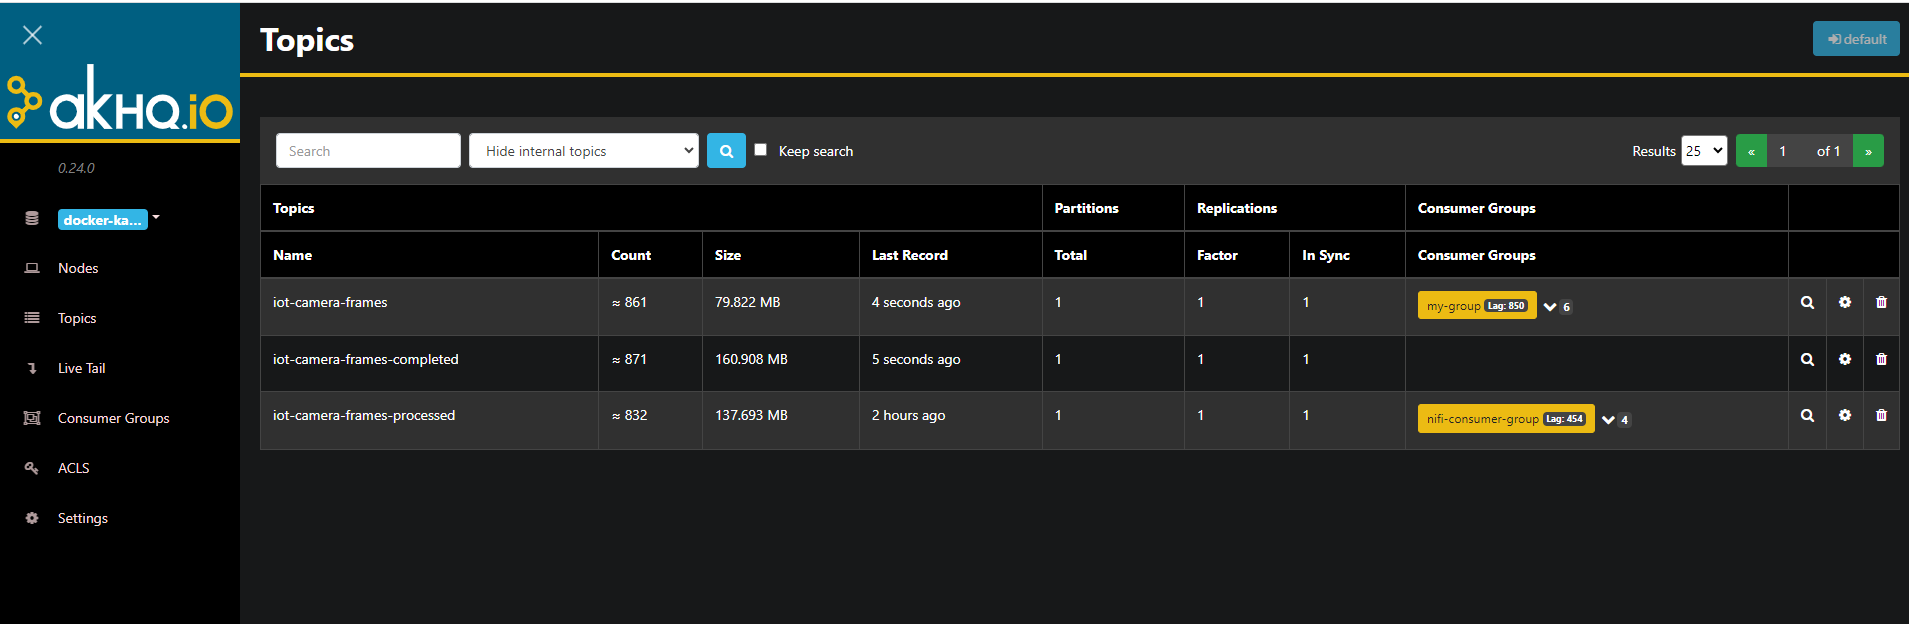 Topics
default
akHQ.io
0.24.0
docker-ka...
Nodes
Topics
Live Tail
Consumer Groups
ACLS
Settings
Search Hide internal topics Keep search Results 25 « 1 of 1 »
Topics Partitions Replications Consumer Groups
Name Count Size Last Record Total Factor In Sync Consumer Groups
iot-camera-frames ≈ 861 79.822 MB 4 seconds ago 1 1 1 my-group Lag: 850 6
iot-camera-frames-completed ≈ 871 160.908 MB 5 seconds ago 1 1 1
iot-camera-frames-processed ≈ 832 137.693 MB 2 hours ago 1 1 1 nifi-consumer-group Lag: 454 4